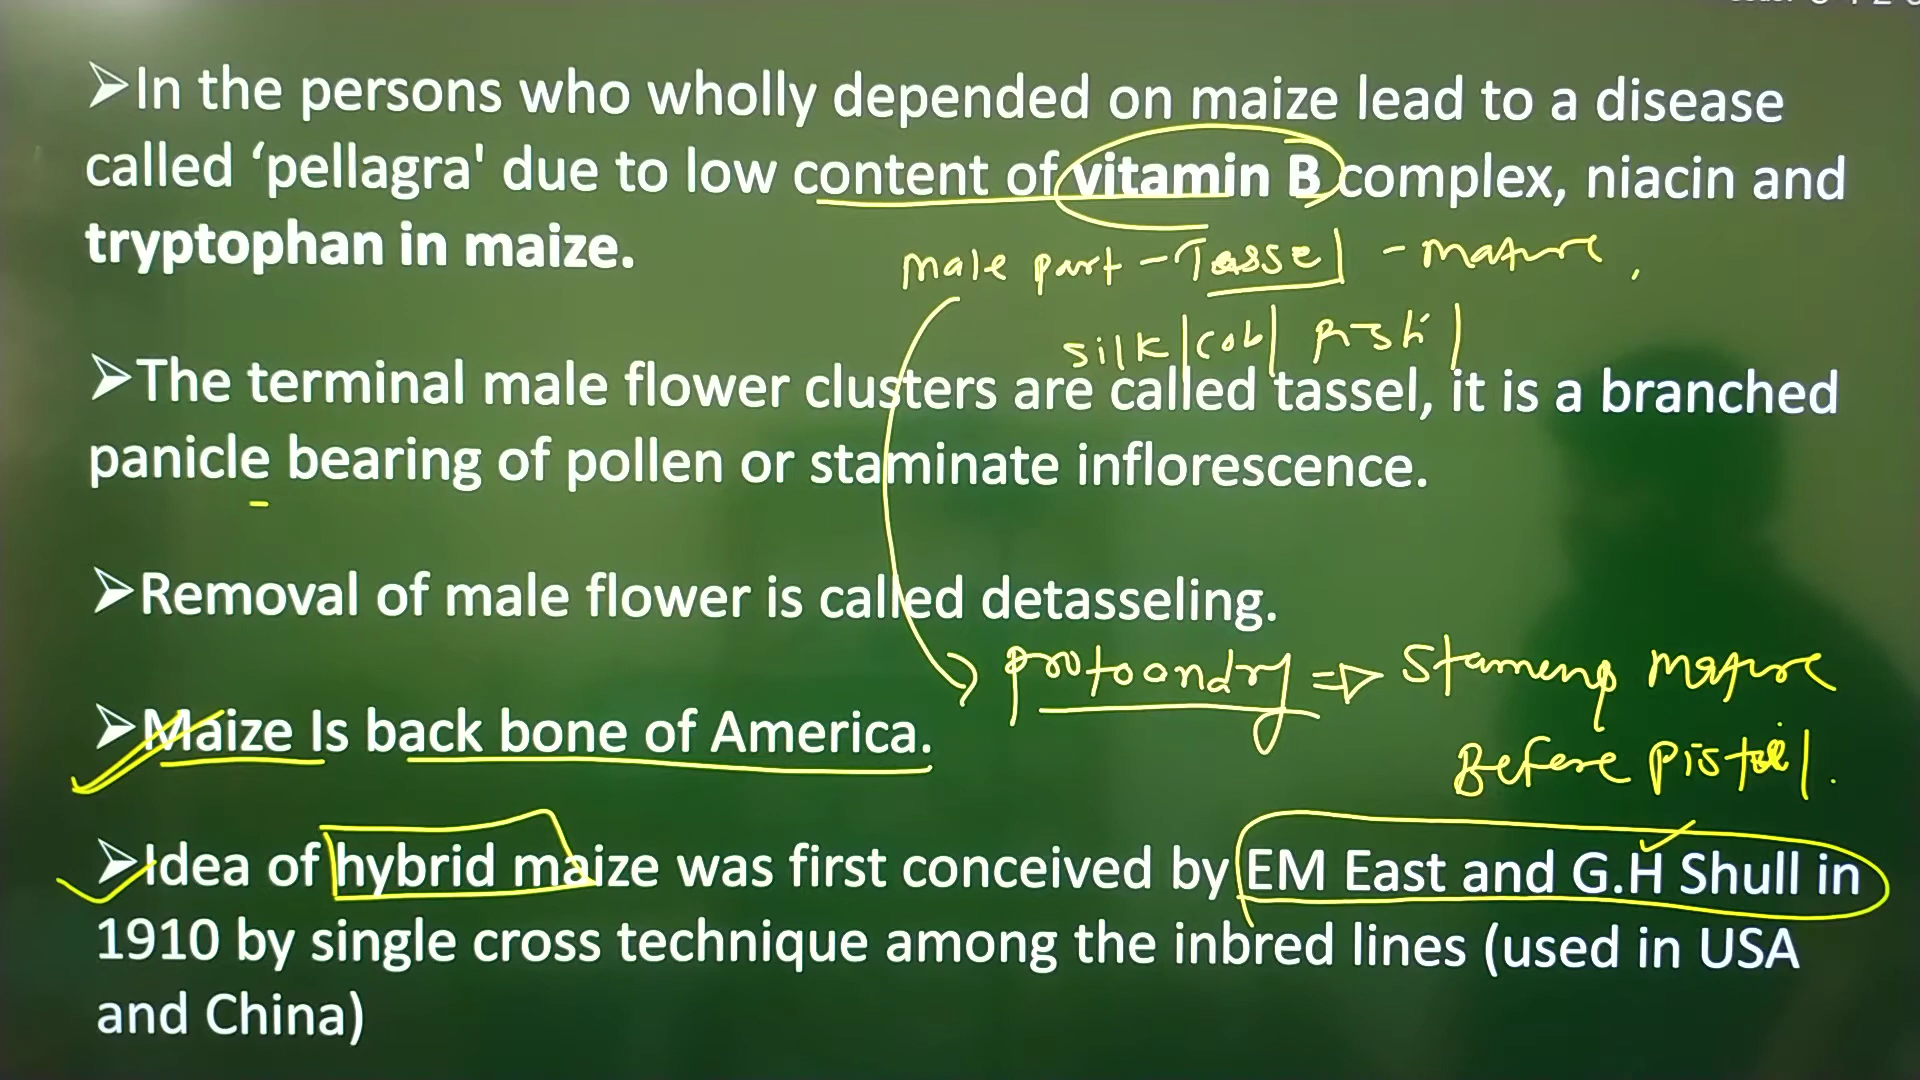 ➢In the persons who wholly depended on maize lead to a disease
called ‘pellagra' due to low content of vitamin B complex, niacin and
tryptophan in maize.
male part - Tassel - mature,
silk | cob |
➢The terminal male flower clusters are called tassel, it is a branched
panicle bearing of pollen or staminate inflorescence.
➢Removal of male flower is called detasseling.
protoandry ⇒ Stamens mature
Before pistil.
➢Maize Is back bone of America.
➢Idea of hybrid maize was first conceived by EM East and G.H Shull in
1910 by single cross technique among the inbred lines (used in USA
and China)